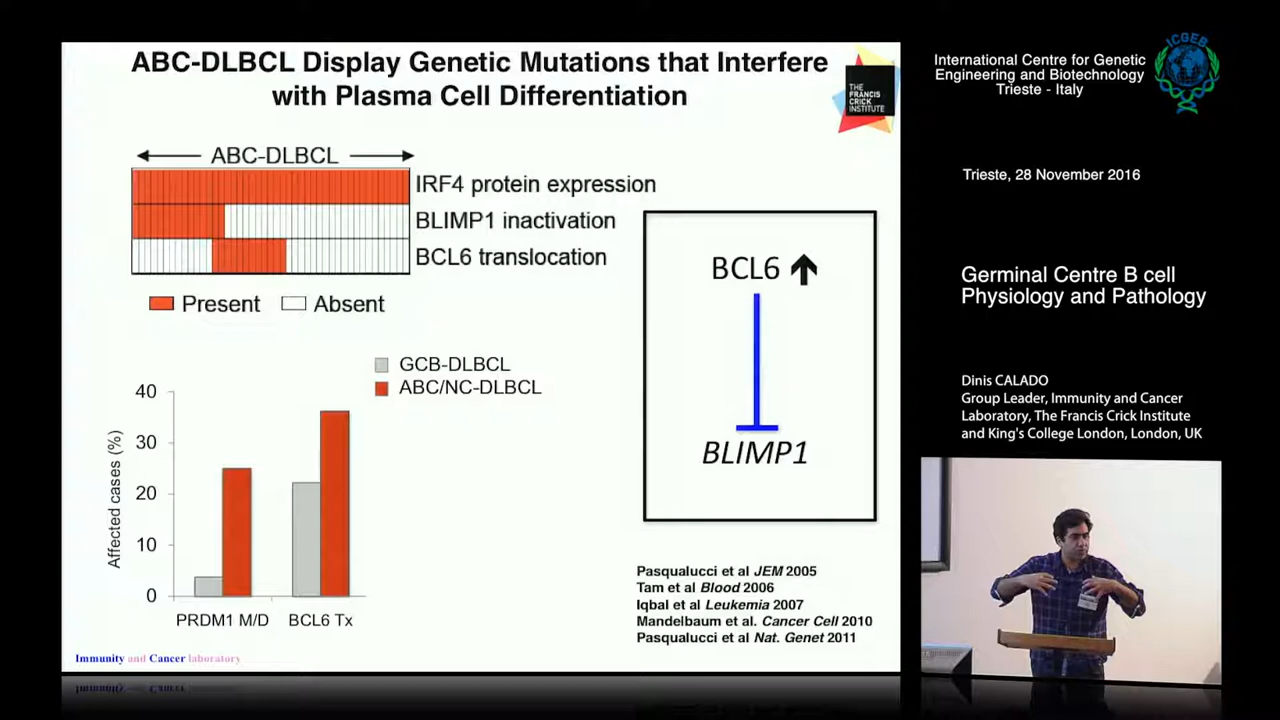 ABC-DLBCL Display Genetic Mutations that Interfere
with Plasma Cell Differentiation
THE
FRANCIS
CRICK
INSTITUTE
ABC-DLBCL
IRF4 protein expression
BLIMP1 inactivation
BCL6 translocation
Present
Absent
GCB-DLBCL
ABC/NC-DLBCL
Affected cases (%)
40
30
20
10
0
PRDM1 M/D
BCL6 Tx
BCL6
BLIMP1
Pasqualucci et al JEM 2005
Tam et al Blood 2006
Iqbal et al Leukemia 2007
Mandelbaum et al. Cancer Cell 2010
Pasqualucci et al Nat. Genet 2011
Immunity and Cancer laboratory
International Centre for Genetic
Engineering and Biotechnology
Trieste - Italy
ICGEB
Trieste, 28 November 2016
Germinal Centre B cell
Physiology and Pathology
Dinis CALADO
Group Leader, Immunity and Cancer
Laboratory, The Francis Crick Institute
and King's College London, London, UK